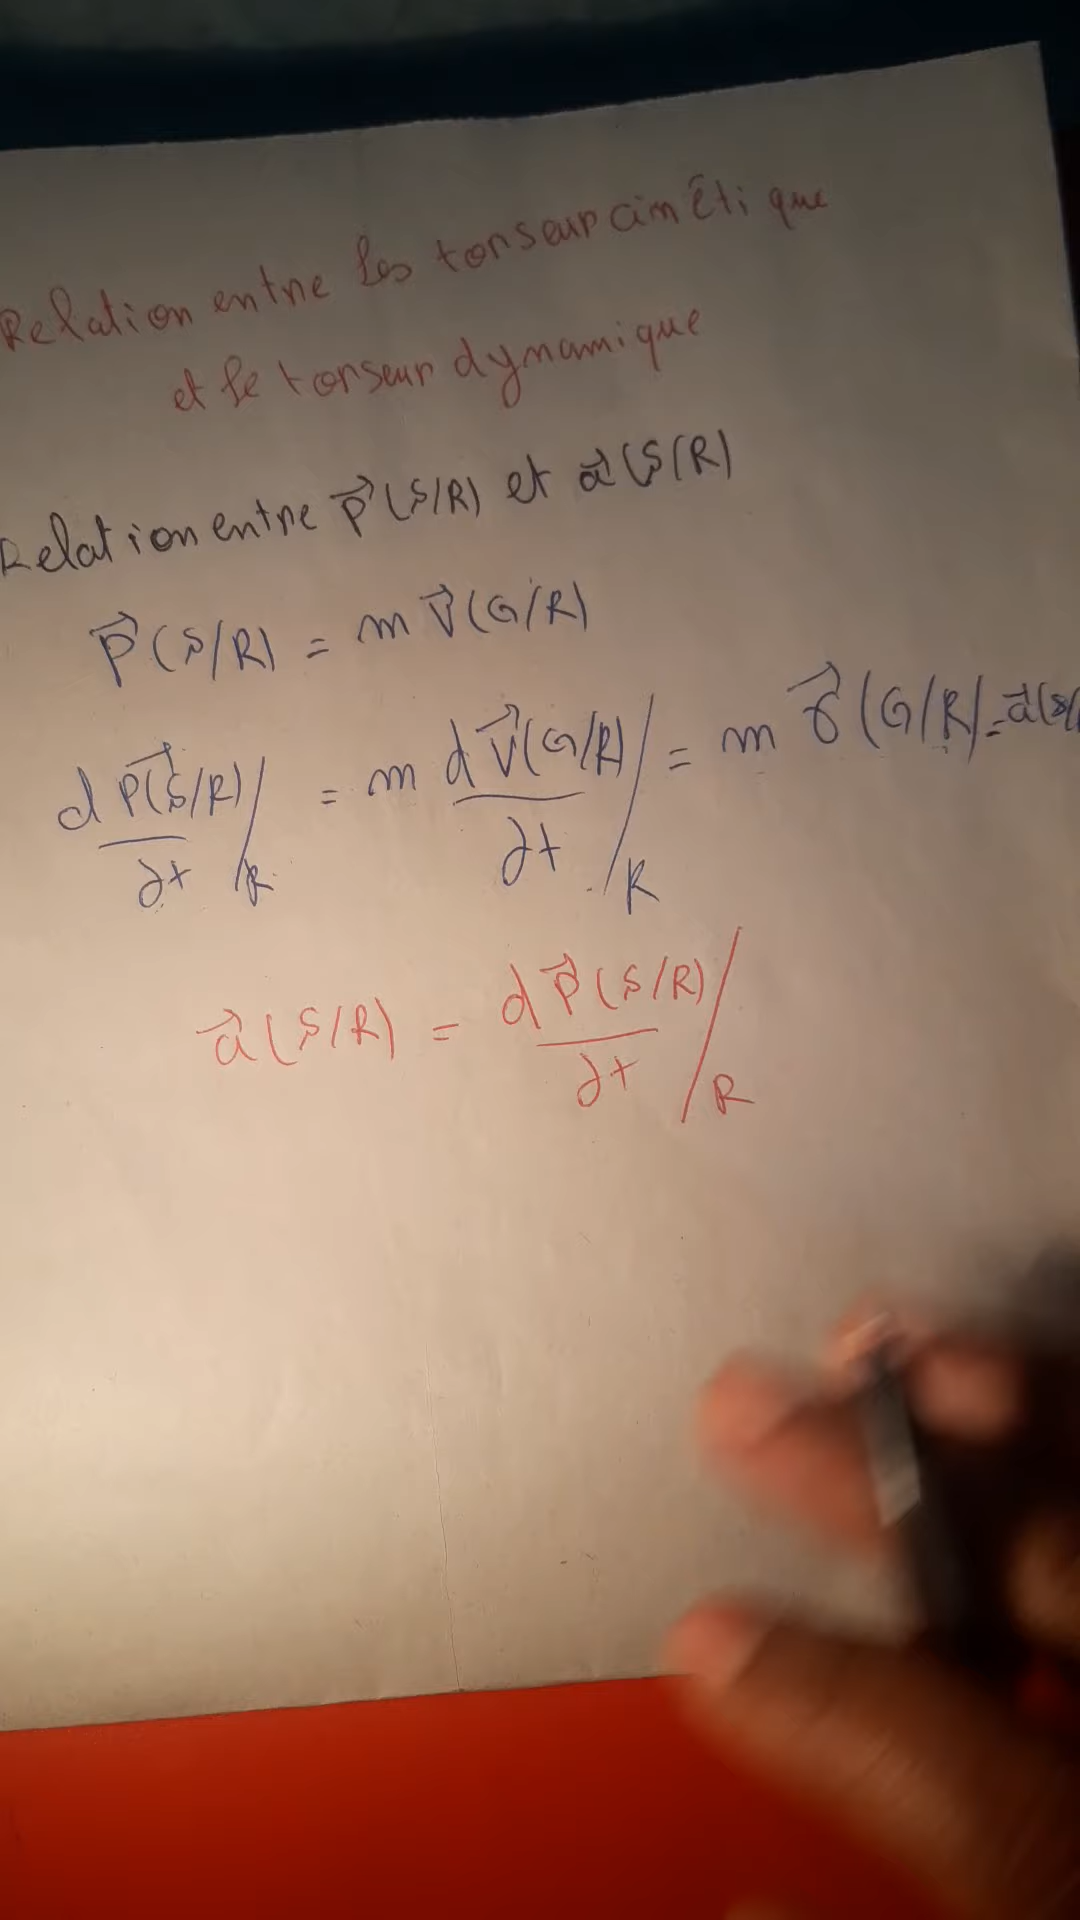 Relation entre les torseur cinétique
et le torseur dynamique
Relation entre P⃗(S/R) et a⃗(S/R)
P⃗(S/R) = m V⃗(G/R)
d P⃗(S/R)/∂t /R = m d V⃗(G/R)/∂t /R = m γ⃗(G/R) = a⃗(S/
a⃗(S/R) = d P⃗(S/R)/∂t /R